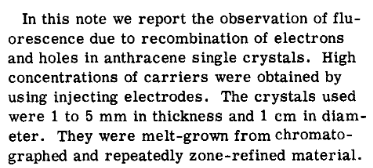 In this note we report the observation of flu-
orescence due to recombination of electrons
and holes in anthracene single crystals. High
concentrations of carriers were obtained by
using injecting electrodes. The crystals used
were 1 to 5 mm in thickness and 1 cm in diam-
eter. They were melt-grown from chromato-
graphed and repeatedly zone-refined material.